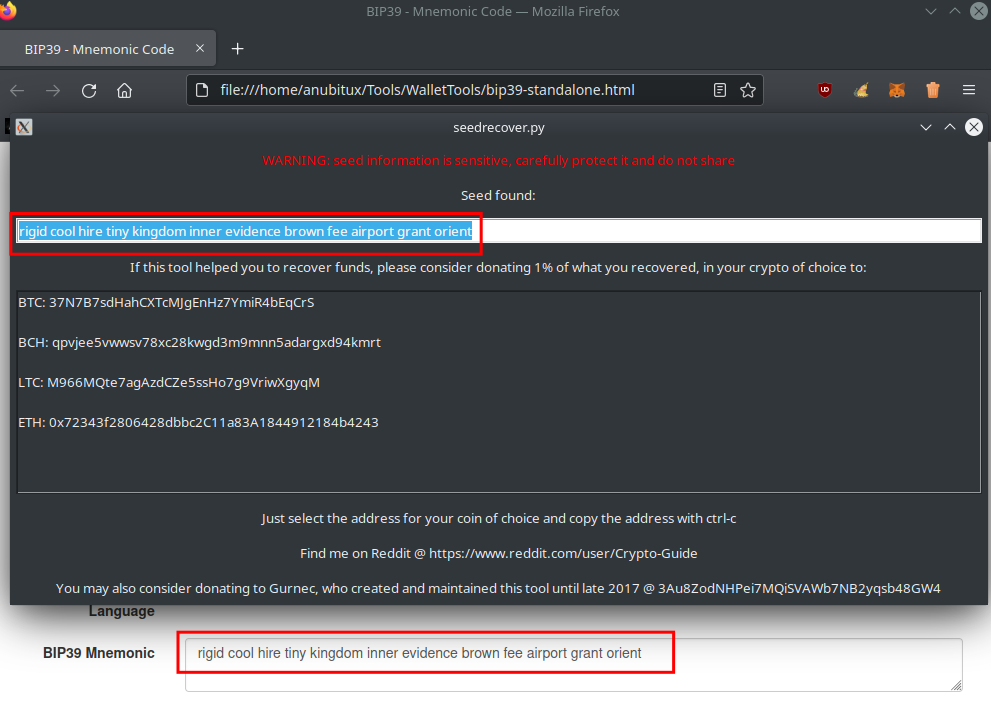 BIP39 - Mnemonic Code — Mozilla Firefox
BIP39 - Mnemonic Code
file:///home/anubitux/Tools/WalletTools/bip39-standalone.html
seedrecover.py
WARNING: seed information is sensitive, carefully protect it and do not share
Seed found:
rigid cool hire tiny kingdom inner evidence brown fee airport grant orient
If this tool helped you to recover funds, please consider donating 1% of what you recovered, in your crypto of choice to:
BTC: 37N7B7sdHahCXTcMJgEnHz7YmiR4bEqCrS
BCH: qpvjee5vwwsv78xc28kwgd3m9mnn5adargxd94kmrt
LTC: M966MQte7agAzdCZe5ssHo7g9VriwXgyqM
ETH: 0x72343f2806428dbbc2C11a83A1844912184b4243
Just select the address for your coin of choice and copy the address with ctrl-c
Find me on Reddit @ https://www.reddit.com/user/Crypto-Guide
You may also consider donating to Gurnec, who created and maintained this tool until late 2017 @ 3Au8ZodNHPei7MQiSVAWb7NB2yqsb48GW4
Language
BIP39 Mnemonic
rigid cool hire tiny kingdom inner evidence brown fee airport grant orient